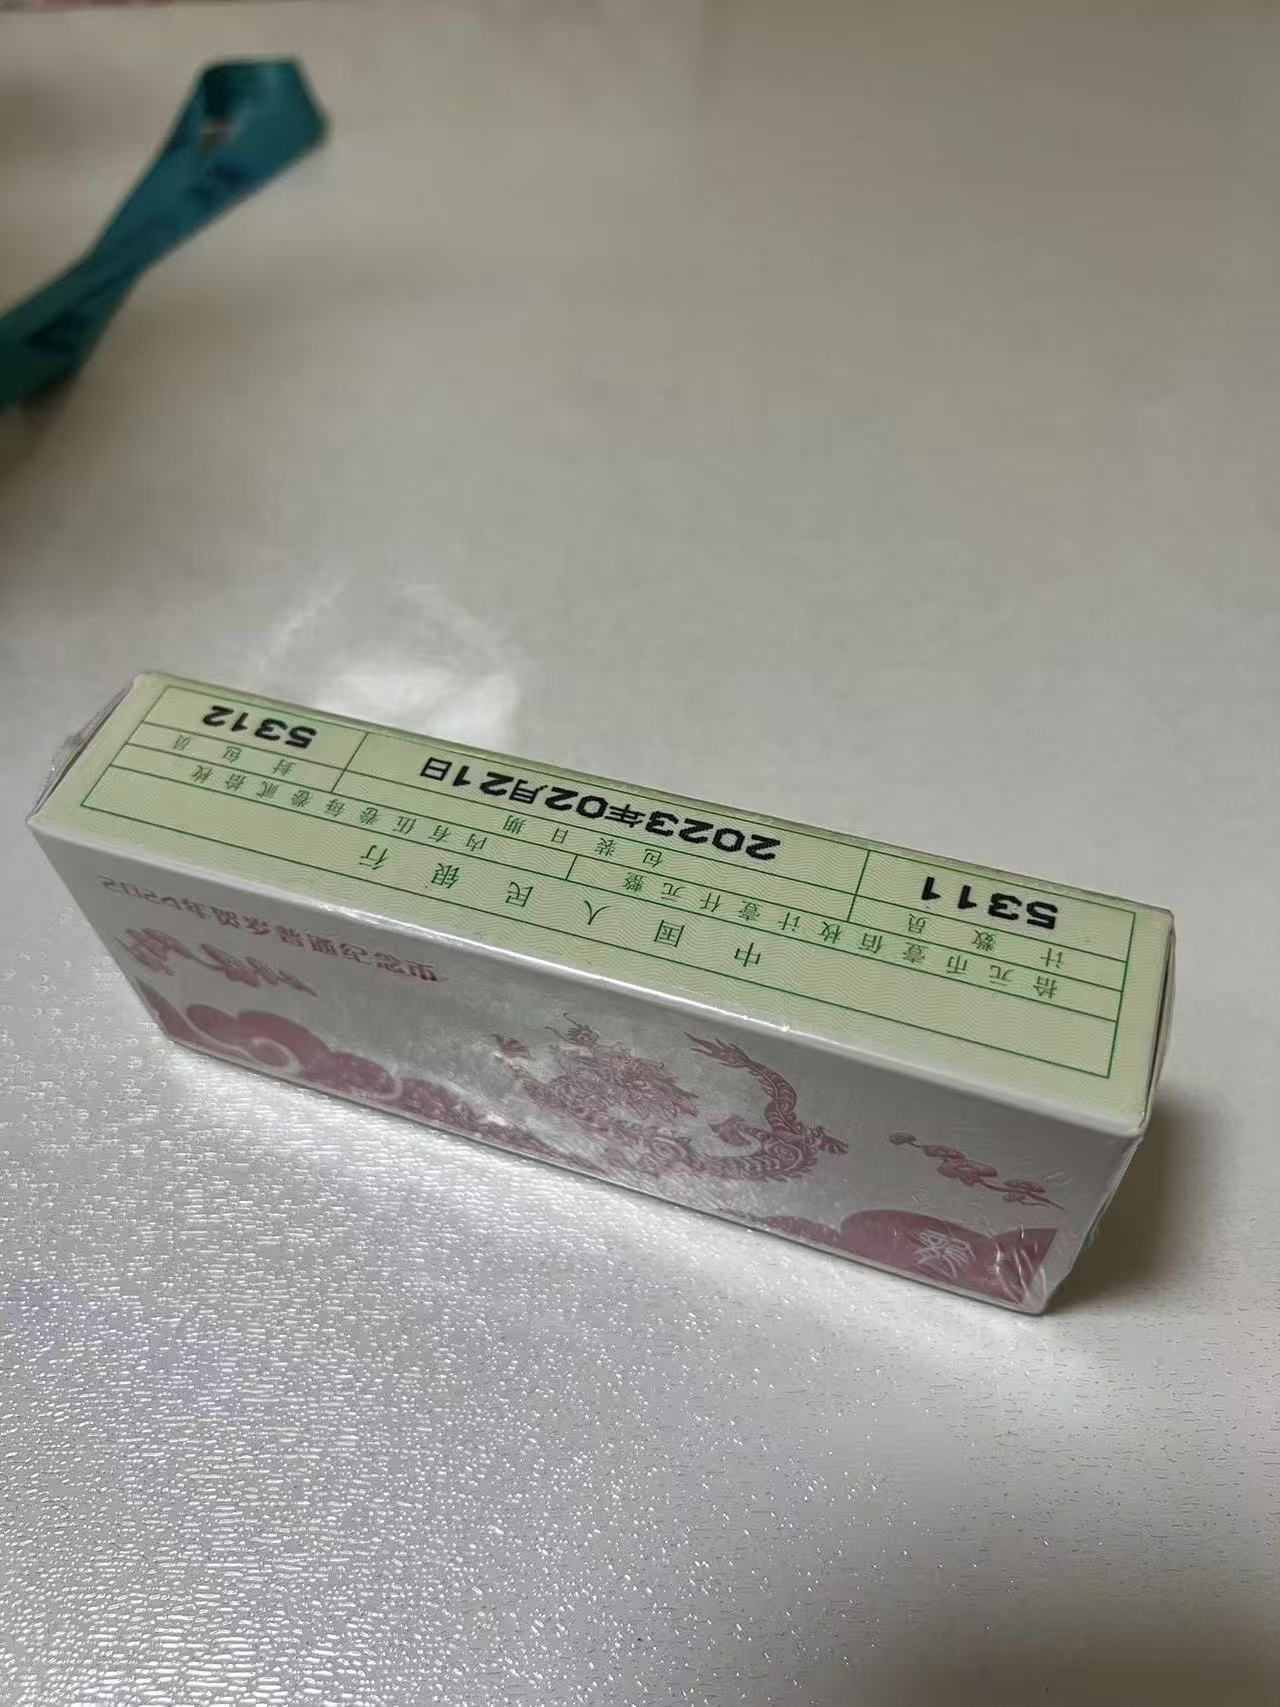 中国人民银行
拾元币壹佰枚计壹仟元整 内有伍卷每卷贰拾枚
计数员 包装日期 封包员
5311 2023年02月21日 5312
2024年贺岁普通纪念币